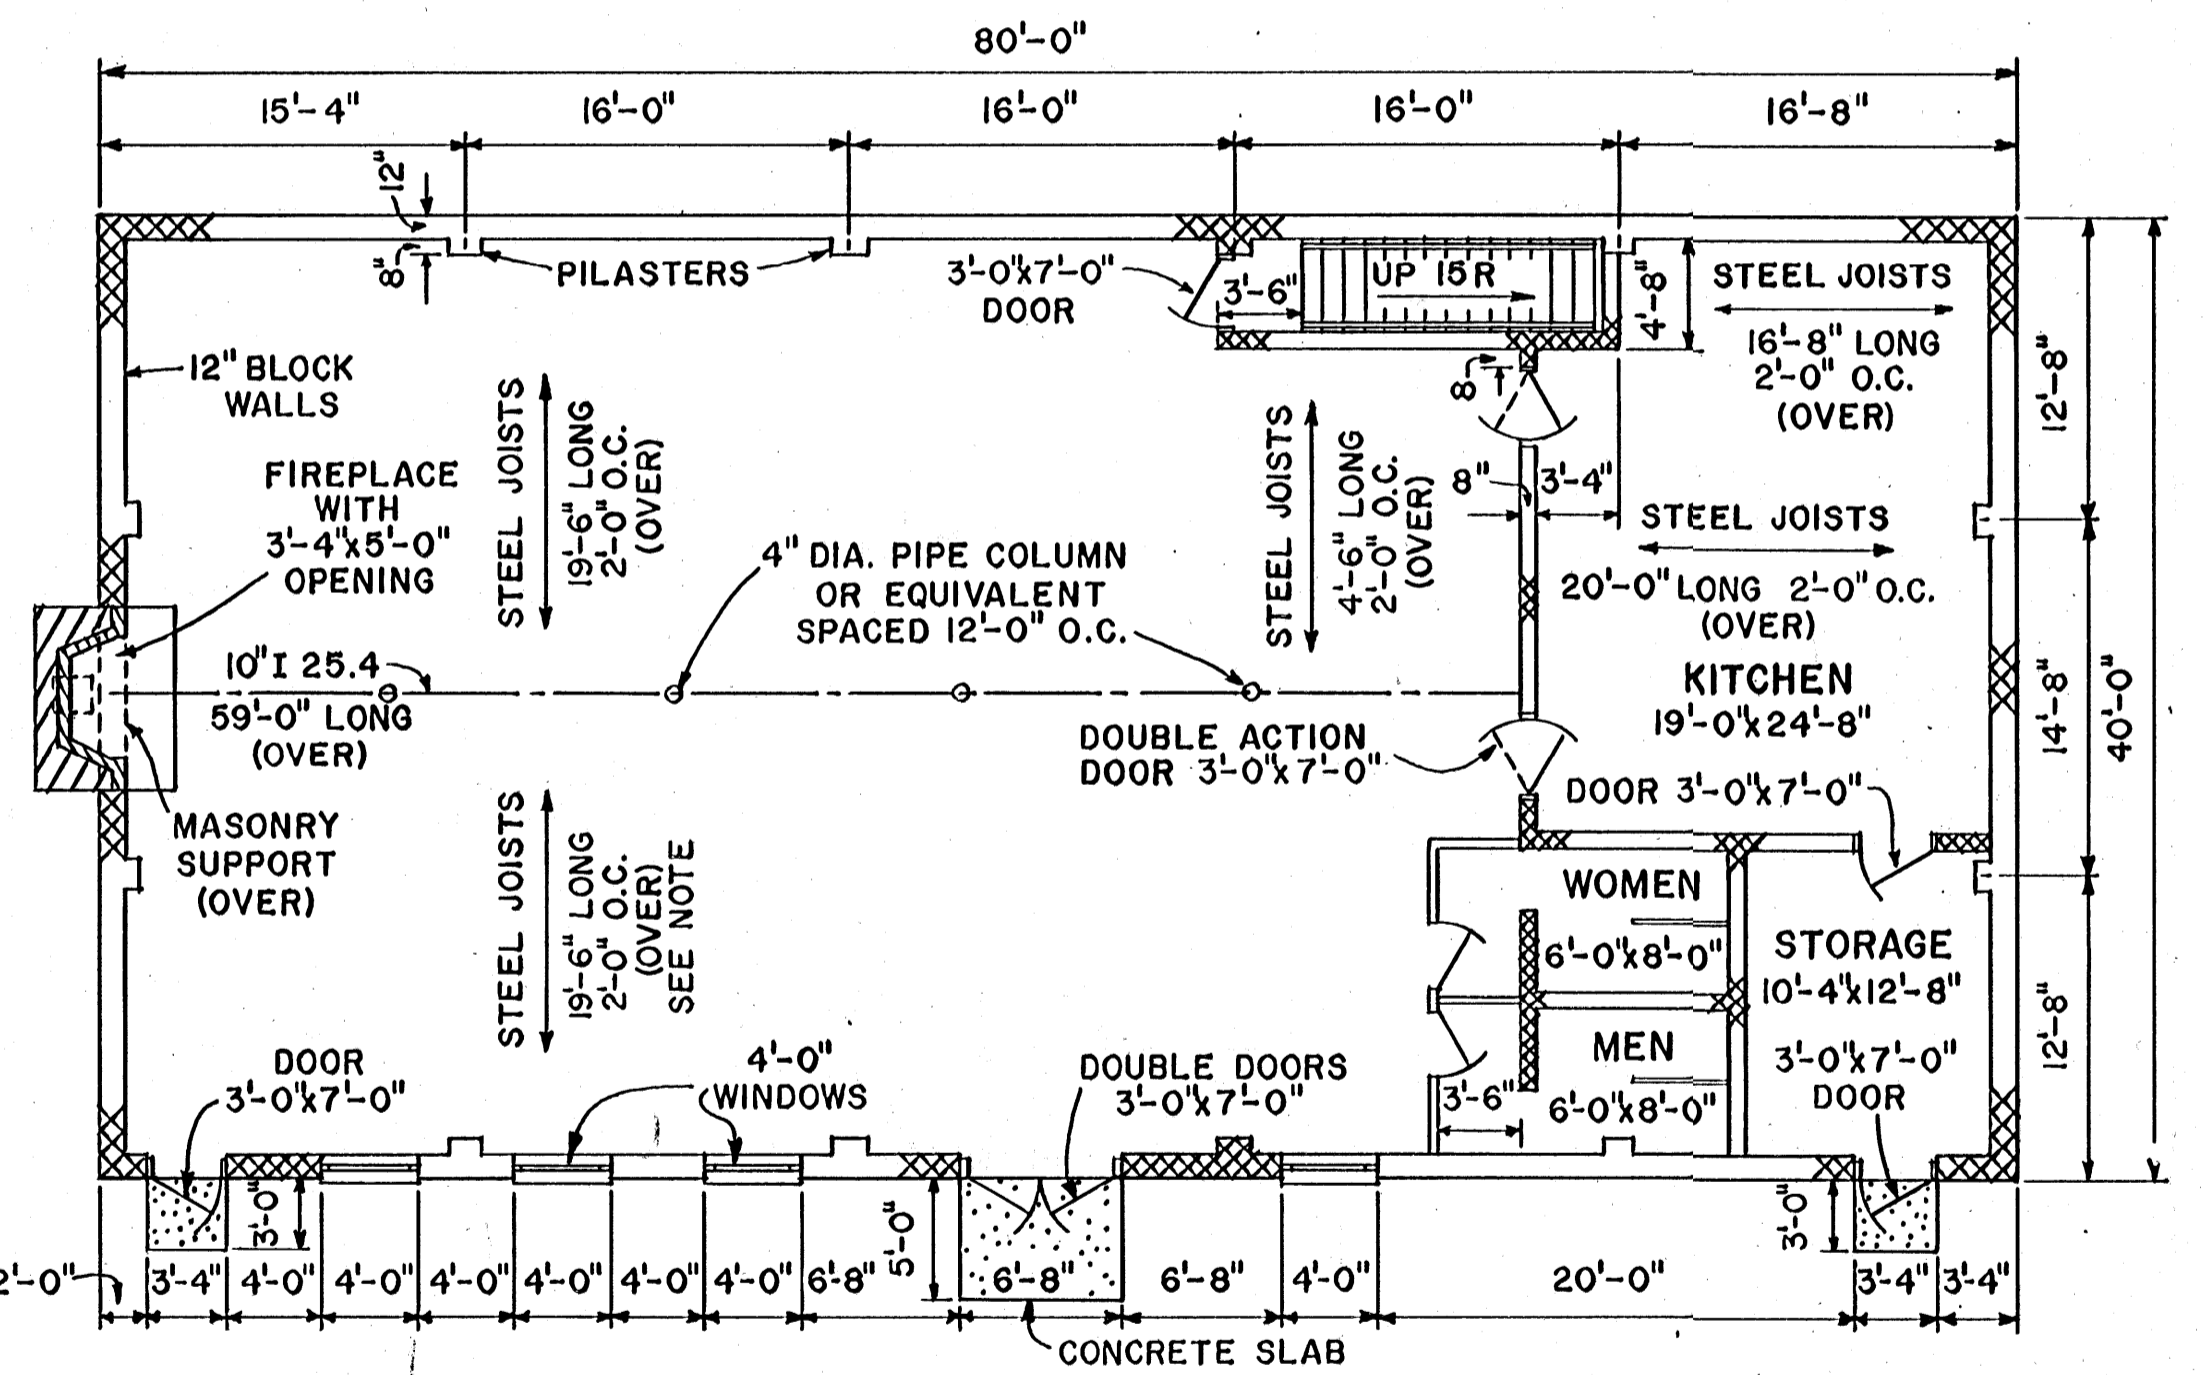 80'-0"
15'-4"
16'-0"
16'-0"
16'-0"
16'-8"
12"
8"
PILASTERS
3'-0"x7'-0"
DOOR
3'-6"
UP 15R
4'-8"
STEEL JOISTS
16'-8" LONG
2'-0" O.C.
(OVER)
12'-8"
12" BLOCK
WALLS
FIREPLACE
WITH
3'-4"x5'-0"
OPENING
STEEL JOISTS
19'-6" LONG
2'-0" O.C.
(OVER)
4" DIA. PIPE COLUMN
OR EQUIVALENT
SPACED 12'-0" O.C.
STEEL JOISTS
4'-6" LONG
2'-0" O.C.
(OVER)
8
8"
3'-4"
STEEL JOISTS
20'-0" LONG 2'-0" O.C.
(OVER)
KITCHEN
19'-0"x24'-8"
14'-8"
40'-0"
10" I 25.4
59'-0" LONG
(OVER)
DOUBLE ACTION
DOOR 3'-0"x7'-0"
DOOR 3'-0"x7'-0"
MASONRY
SUPPORT
(OVER)
STEEL JOISTS
19'-6" LONG
2'-0" O.C.
(OVER)
SEE NOTE
WOMEN
6'-0"x8'-0"
STORAGE
10'-4"x12'-8"
12'-8"
MEN
6'-0"x8'-0"
3'-6"
3'-0"x7'-0"
DOOR
DOOR
3'-0"x7'-0"
4'-0"
WINDOWS
DOUBLE DOORS
3'-0"x7'-0"
3'-0"
5'-0"
3'-0"
2'-0"
3'-4"
4'-0"
4'-0"
4'-0"
4'-0"
4'-0"
4'-0"
6'-8"
6'-8"
6'-8"
4'-0"
20'-0"
3'-4"
3'-4"
CONCRETE SLAB